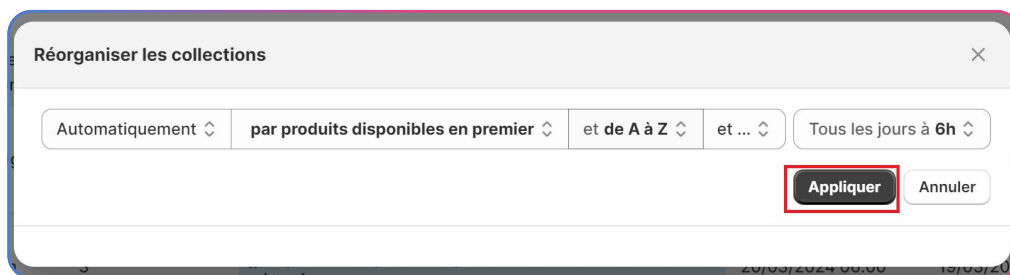 Réorganiser les collections
Automatiquement par produits disponibles en premier et de A à Z et ... Tous les jours à 6h
Appliquer Annuler